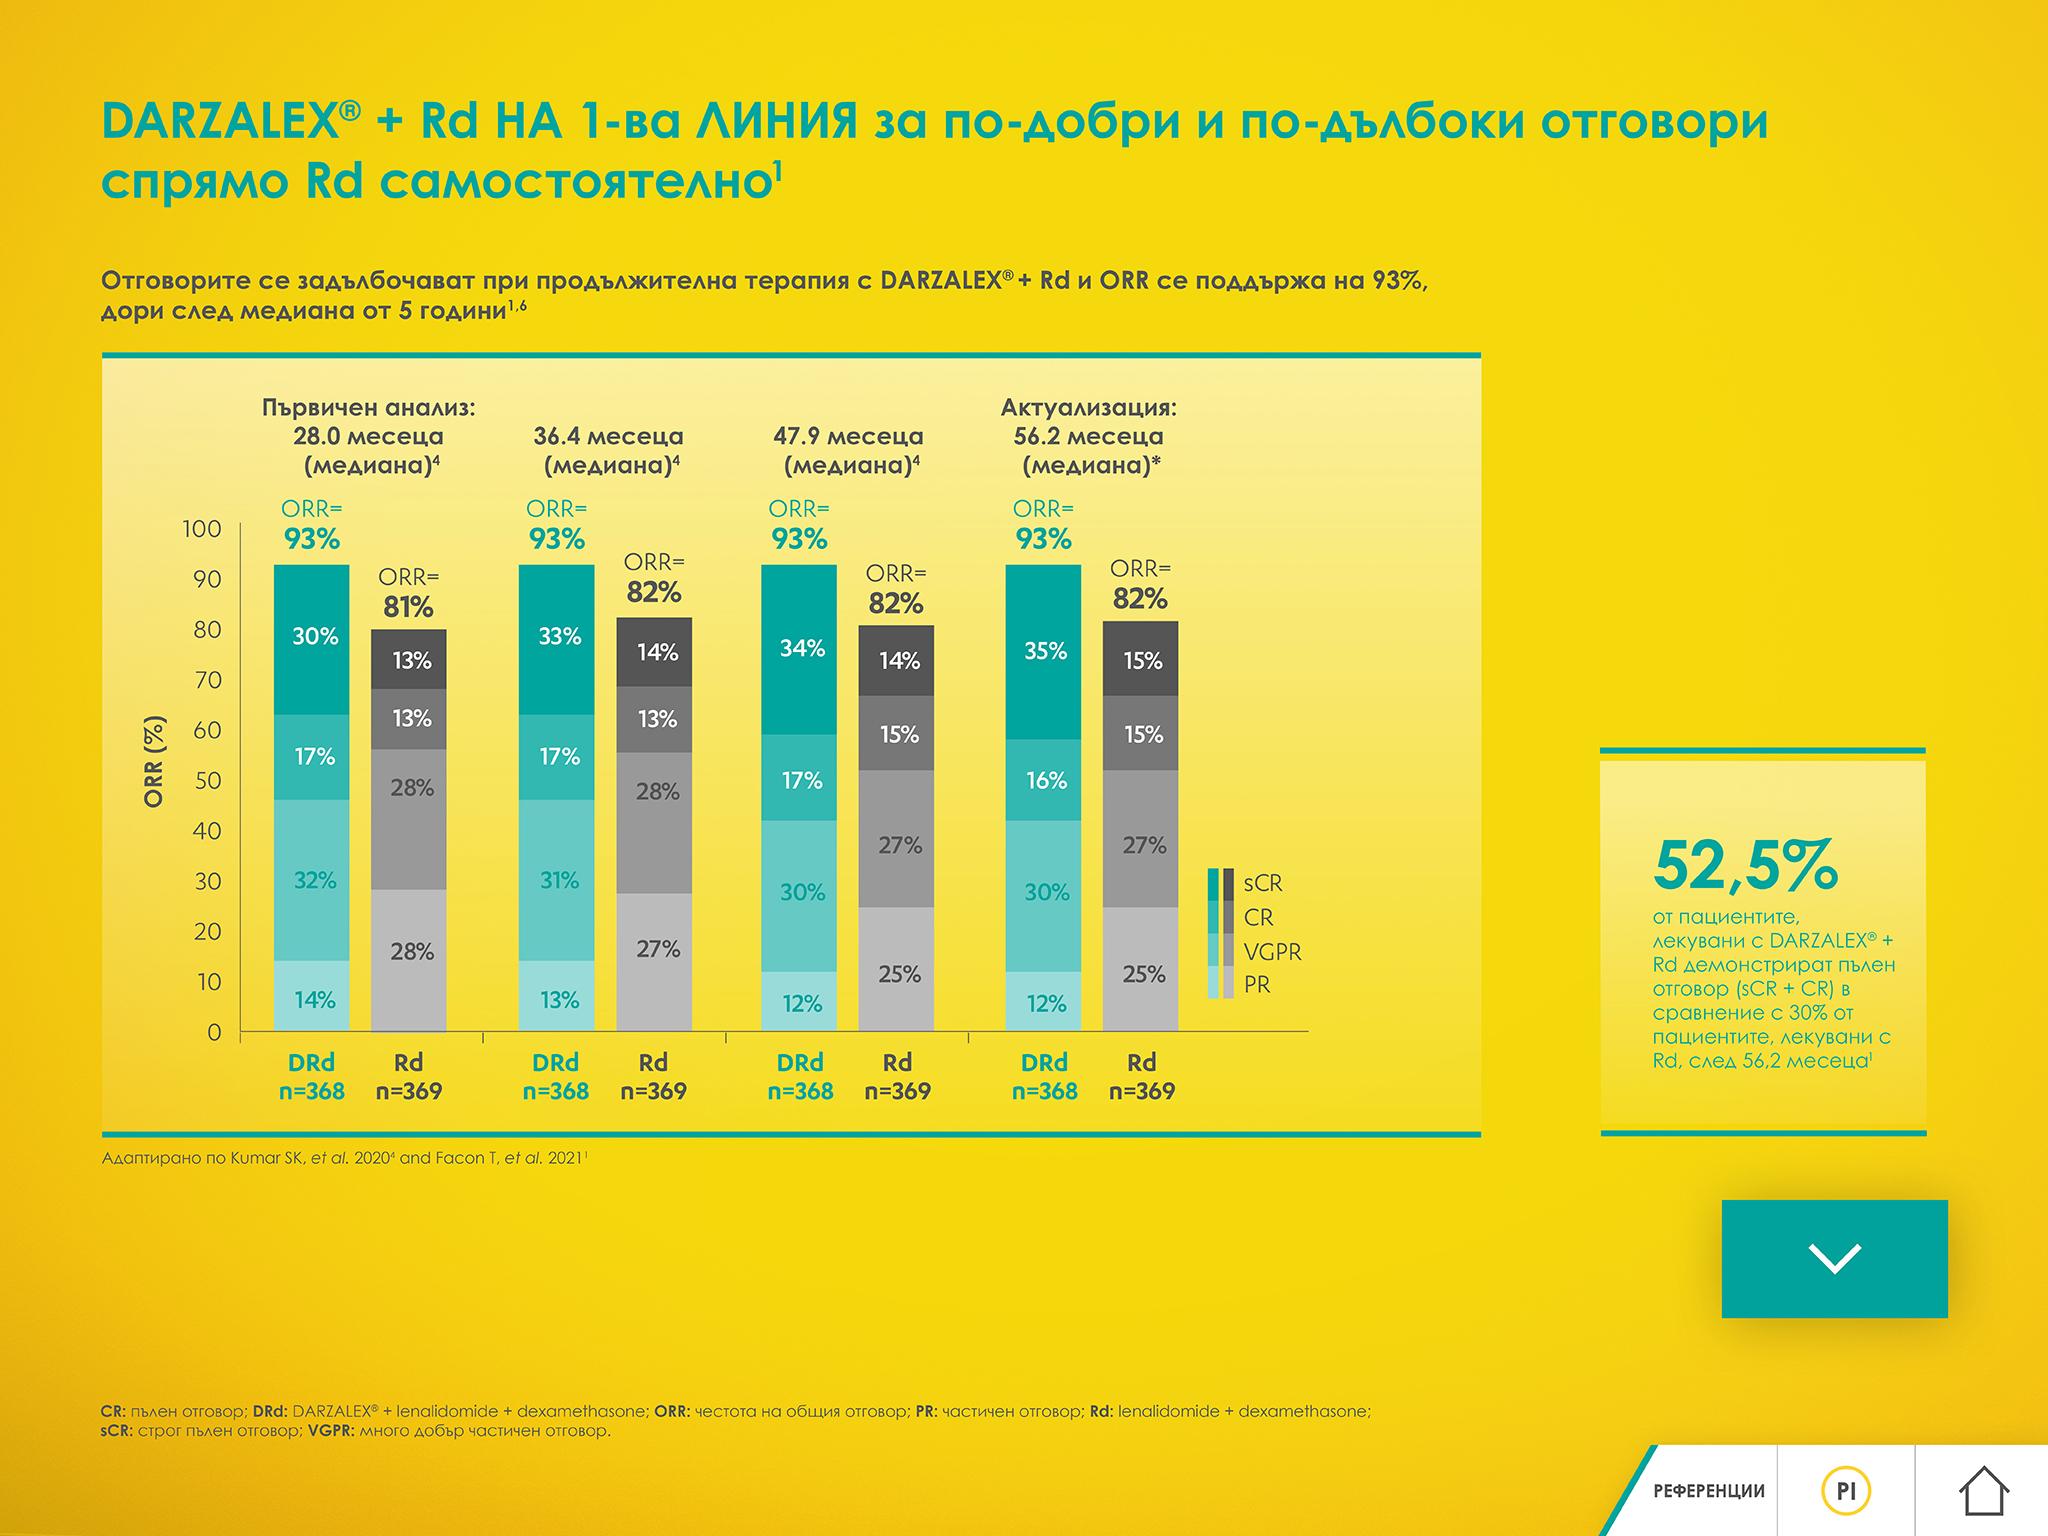 DARZALEX® + Rd НА 1-ва ЛИНИЯ за по-добри и по-дълбоки отговори
спрямо Rd самостоятелно¹
Отговорите се задълбочават при продължителна терапия с DARZALEX® + Rd и ORR се поддържа на 93%,
дори след медиана от 5 години¹,⁶
Първичен анализ:
28.0 месеца
(медиана)⁴
36.4 месеца
(медиана)⁴
47.9 месеца
(медиана)⁴
Актуализация:
56.2 месеца
(медиана)*
ORR (%)
100
90
80
70
60
50
40
30
20
10
0
ORR=
93%
30%
17%
32%
14%
DRd
n=368
ORR=
81%
13%
13%
28%
28%
Rd
n=369
ORR=
93%
33%
17%
31%
13%
DRd
n=368
ORR=
82%
14%
13%
28%
27%
Rd
n=369
ORR=
93%
34%
17%
30%
12%
DRd
n=368
ORR=
82%
14%
15%
27%
25%
Rd
n=369
ORR=
93%
35%
16%
30%
12%
DRd
n=368
ORR=
82%
15%
15%
27%
25%
Rd
n=369
sCR
CR
VGPR
PR
52,5%
от пациентите,
лекувани с DARZALEX® +
Rd демонстрират пълен
отговор (sCR + CR) в
сравнение с 30% от
пациентите, лекувани с
Rd, след 56,2 месеца¹
Адаптирано по Kumar SK, et al. 2020⁴ and Facon T, et al. 2021¹
CR: пълен отговор; DRd: DARZALEX® + lenalidomide + dexamethasone; ORR: честота на общия отговор; PR: частичен отговор; Rd: lenalidomide + dexamethasone;
sCR: строг пълен отговор; VGPR: много добър частичен отговор.
РЕФЕРЕНЦИИ
PI